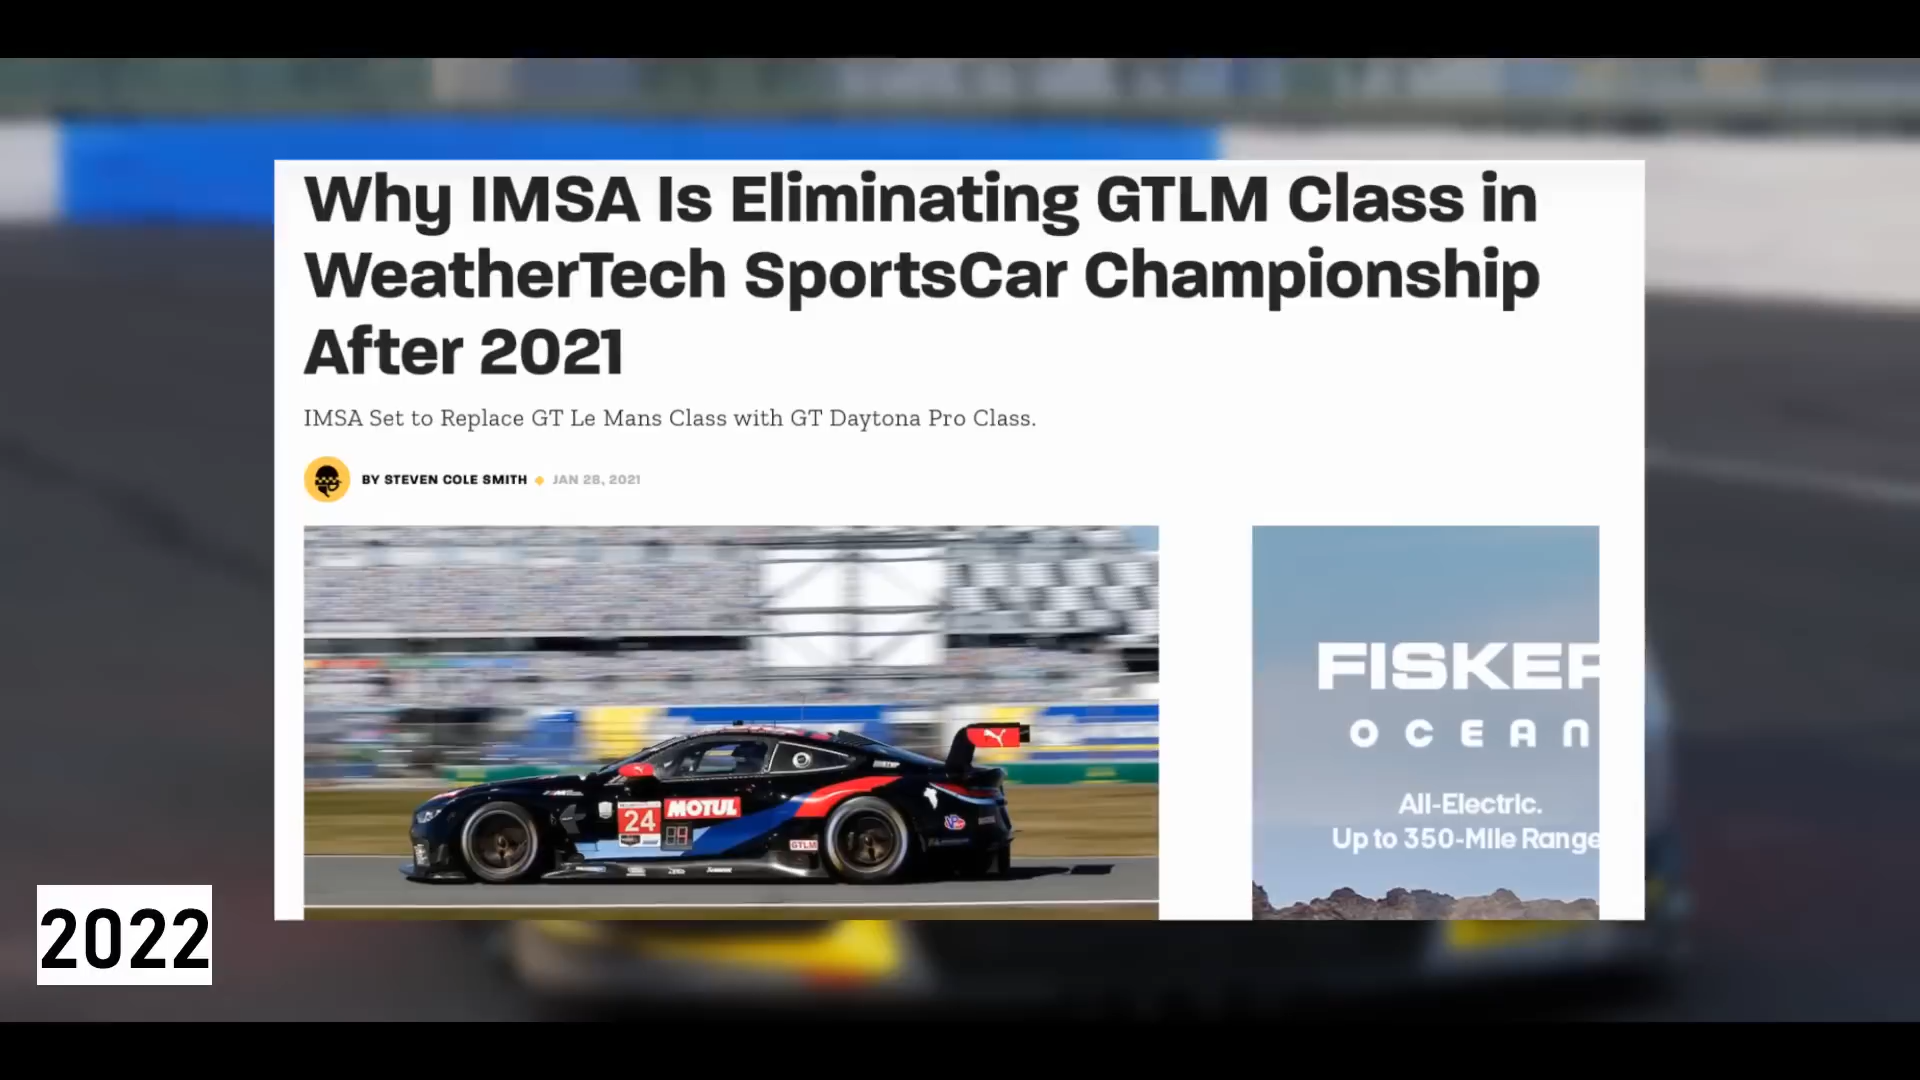 Why IMSA Is Eliminating GTLM Class in
WeatherTech SportsCar Championship
After 2021
IMSA Set to Replace GT Le Mans Class with GT Daytona Pro Class.
BY STEVEN COLE SMITH ◆ JAN 28, 2021
FISKER
OCEAN
All-Electric.
Up to 350-Mile Range
24
MOTUL
GTLM
2022